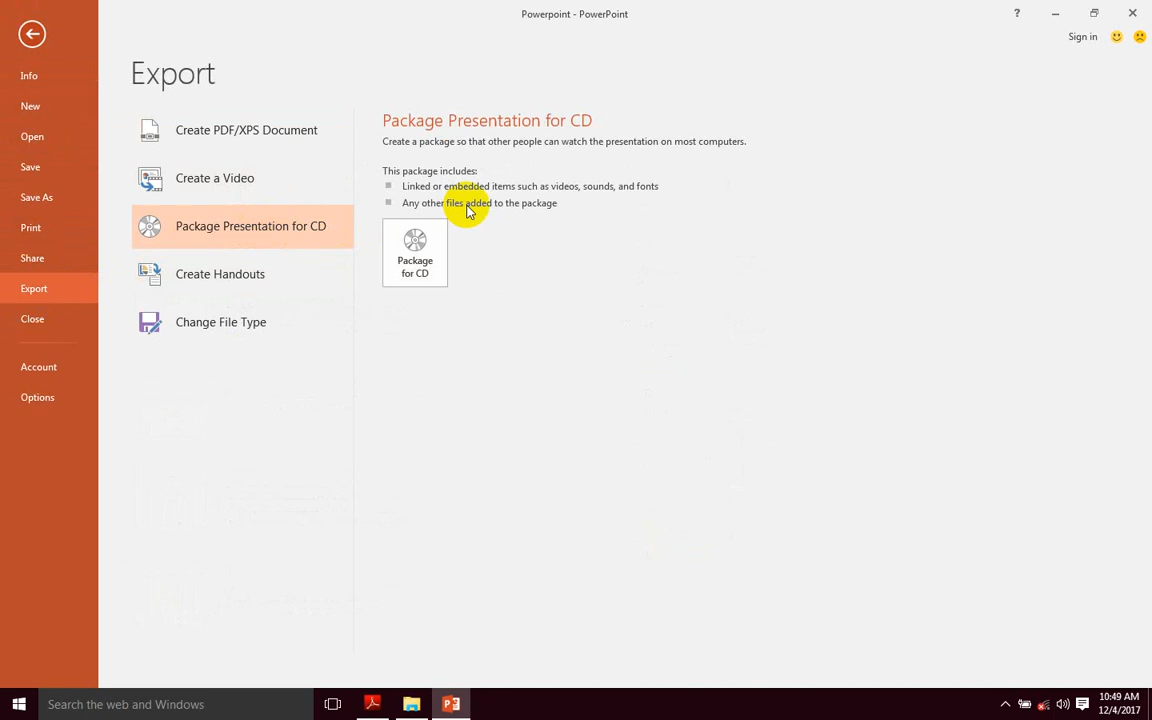 Powerpoint - PowerPoint
?
Sign in
Info
New
Open
Save
Save As
Print
Share
Export
Close
Account
Options
Export
Create PDF/XPS Document
Create a Video
Package Presentation for CD
Create Handouts
Change File Type
Package Presentation for CD
Create a package so that other people can watch the presentation on most computers.
This package includes:
Linked or embedded items such as videos, sounds, and fonts
Any other files added to the package
Package
for CD
Search the web and Windows
10:49 AM
12/4/2017